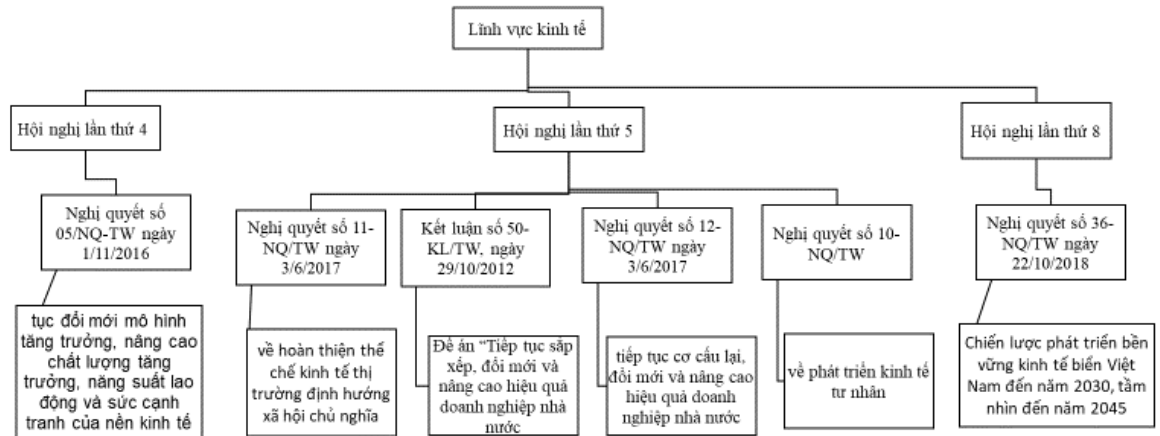 Lĩnh vực kinh tế
Hội nghị lần thứ 4
Hội nghị lần thứ 5
Hội nghị lần thứ 8
Nghị quyết số
05/NQ-TW ngày
1/11/2016
Nghị quyết số 11-
NQ/TW ngày
3/6/2017
Kết luận số 50-
KL/TW, ngày
29/10/2012
Nghị quyết số 12-
NQ/TW ngày
3/6/2017
Nghị quyết số 10-
NQ/TW
Nghị quyết số 36-
NQ/TW ngày
22/10/2018
tục đổi mới mô hình
tăng trưởng, nâng cao
chất lượng tăng
trưởng, năng suất lao
động và sức cạnh
tranh của nền kinh tế
về hoàn thiện thể
chế kinh tế thị
trường định hướng
xã hội chủ nghĩa
Đề án “Tiếp tục sắp
xếp, đổi mới và
nâng cao hiệu quả
doanh nghiệp nhà
nước
tiếp tục cơ cấu lại,
đổi mới và nâng cao
hiệu quả doanh
nghiệp nhà nước
về phát triển kinh tế
tư nhân
Chiến lược phát triển bền
vững kinh tế biển Việt
Nam đến năm 2030, tầm
nhìn đến năm 2045